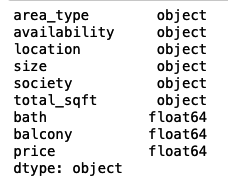 area_type object
availability object
location object
size object
society object
total_sqft object
bath float64
balcony float64
price float64
dtype: object